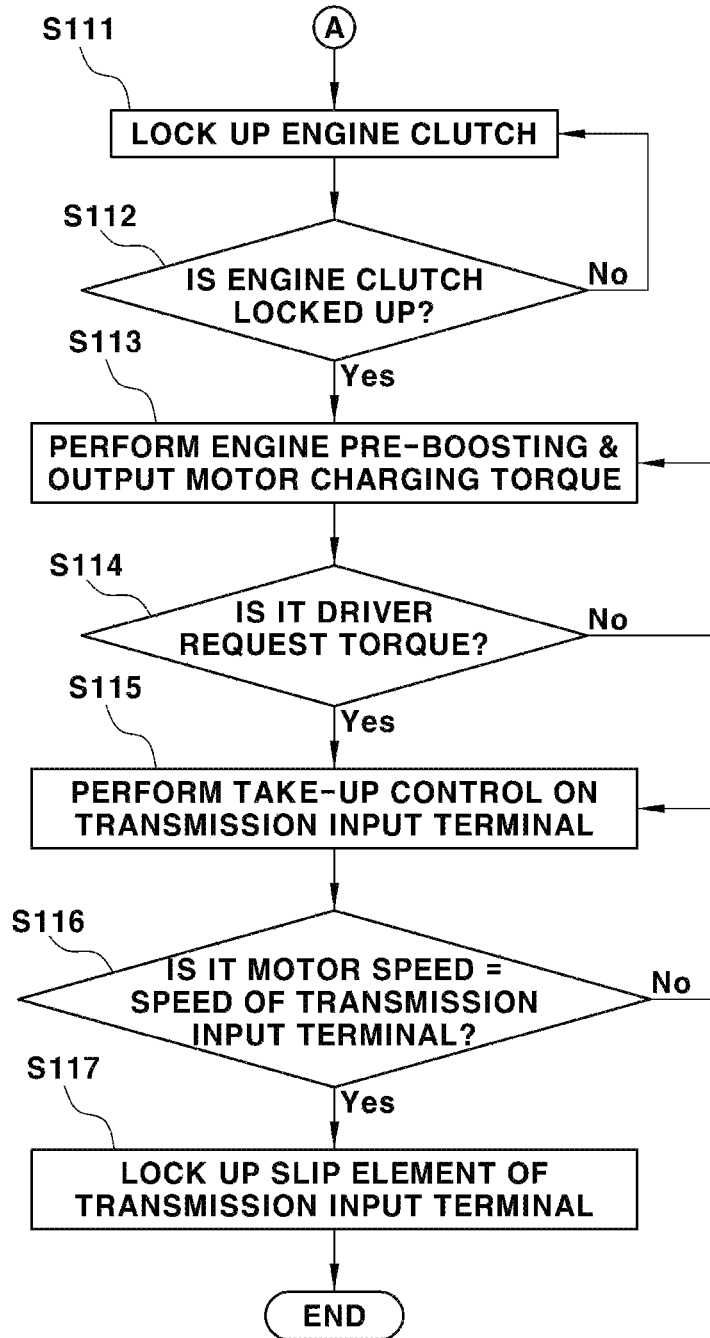 A
S111
LOCK UP ENGINE CLUTCH
S112
IS ENGINE CLUTCH
LOCKED UP?
No
Yes
S113
PERFORM ENGINE PRE-BOOSTING &
OUTPUT MOTOR CHARGING TORQUE
S114
IS IT DRIVER
REQUEST TORQUE?
No
Yes
S115
PERFORM TAKE-UP CONTROL ON
TRANSMISSION INPUT TERMINAL
S116
IS IT MOTOR SPEED =
SPEED OF TRANSMISSION
INPUT TERMINAL?
No
Yes
S117
LOCK UP SLIP ELEMENT OF
TRANSMISSION INPUT TERMINAL
END